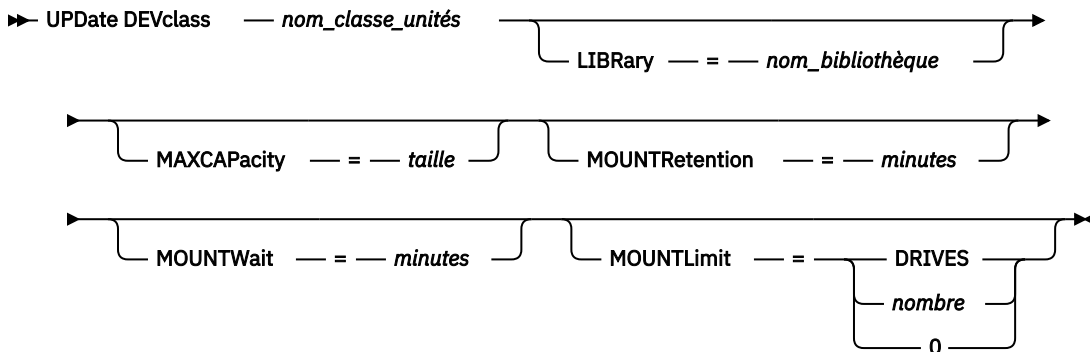 UPDate DEVclass nom_classe_unités
LIBRary = nom_bibliothèque
MAXCAPacity = taille MOUNTRetention = minutes
MOUNTWait = minutes MOUNTLimit = DRIVES
nombre
0